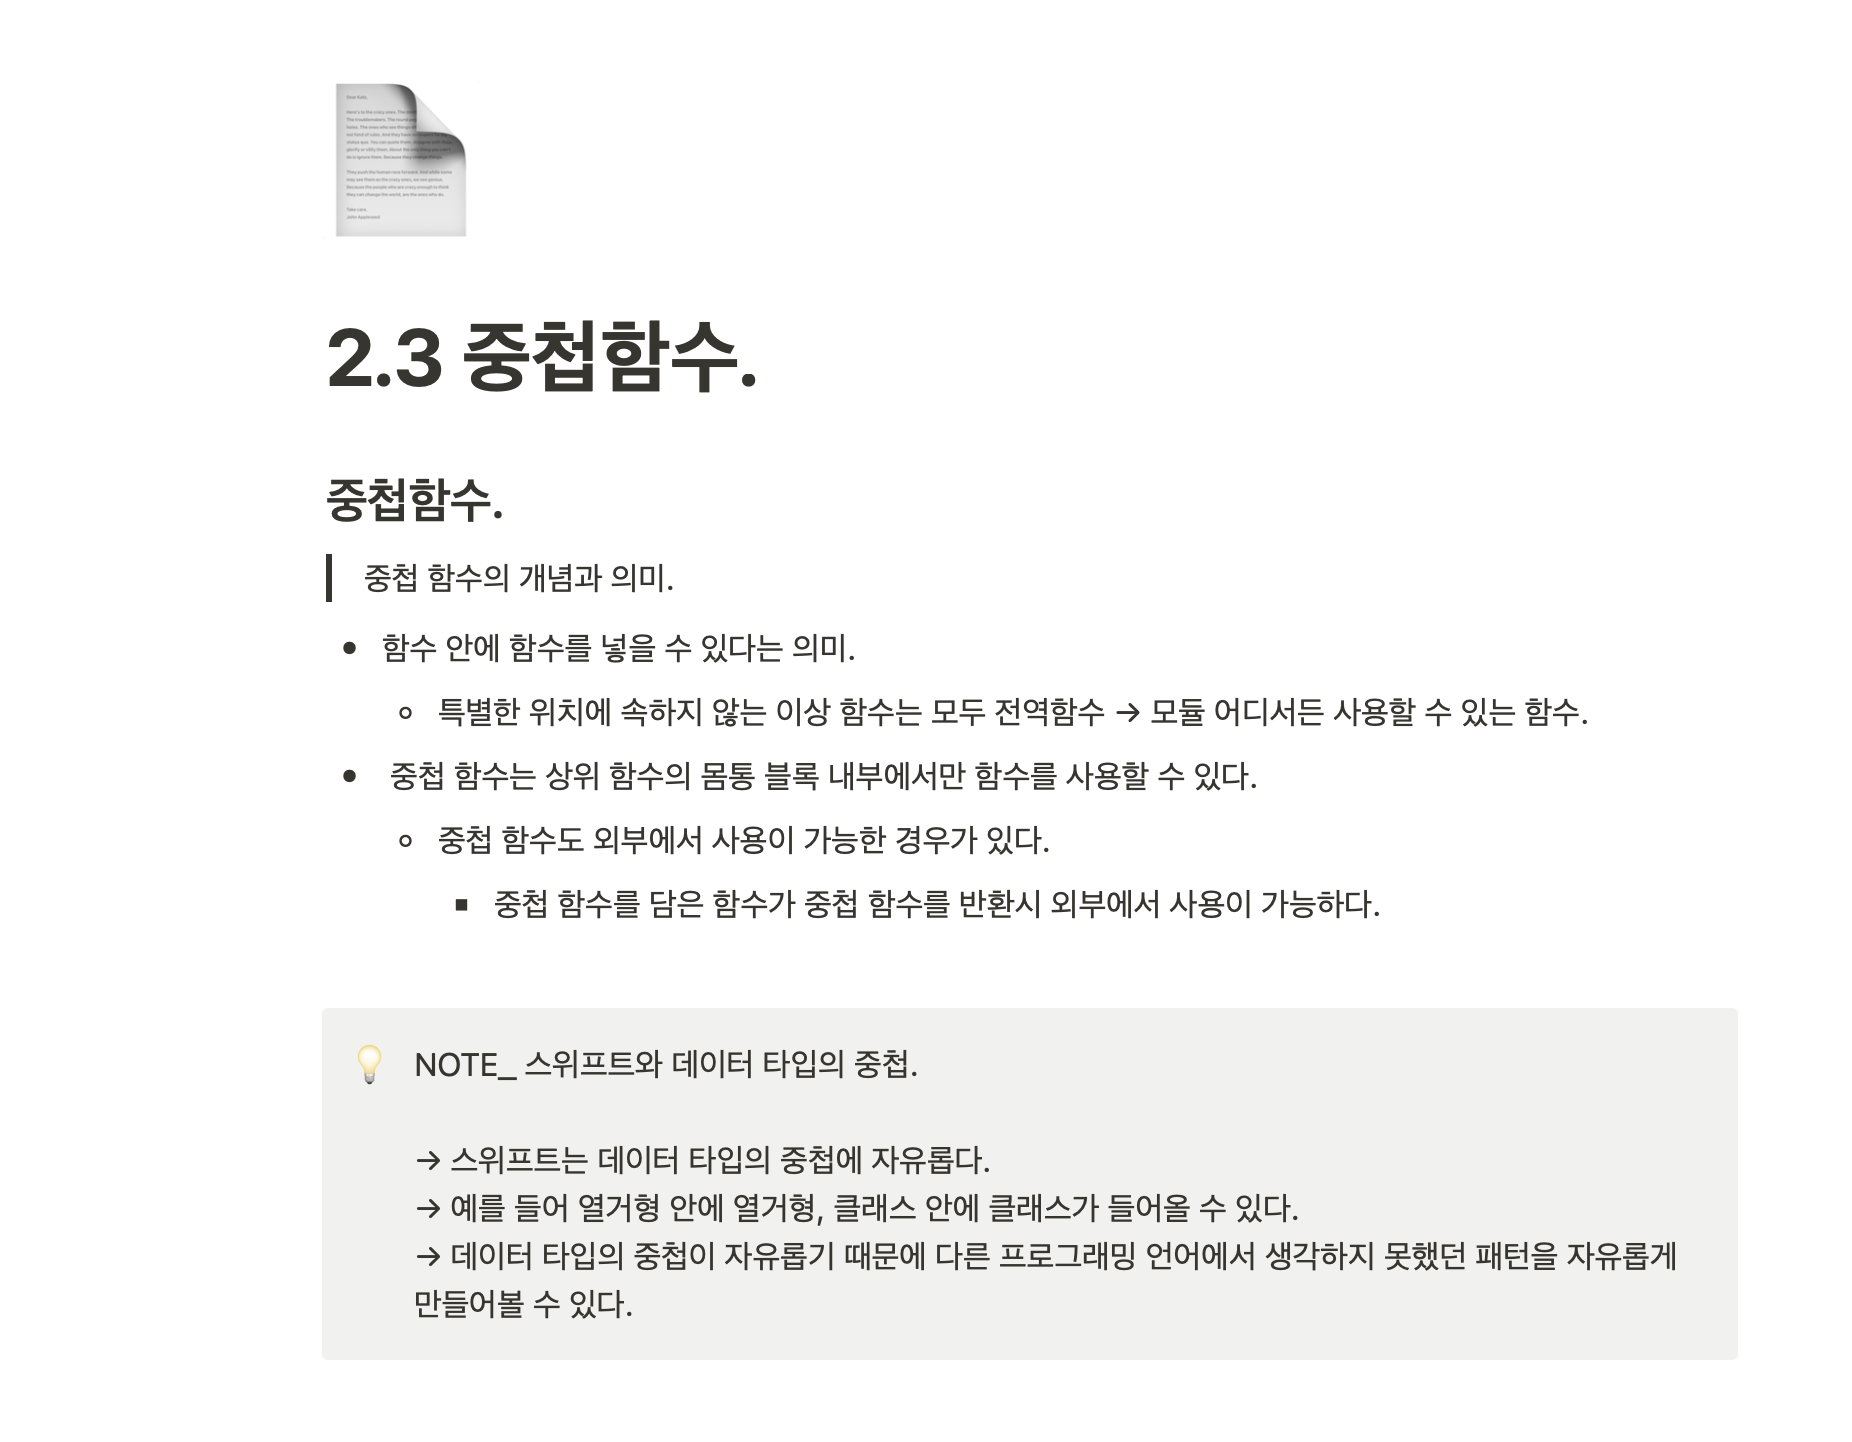 2.3 중첩함수.
중첩함수.
중첩 함수의 개념과 의미.
함수 안에 함수를 넣을 수 있다는 의미.
특별한 위치에 속하지 않는 이상 함수는 모두 전역함수 → 모듈 어디서든 사용할 수 있는 함수.
중첩 함수는 상위 함수의 몸통 블록 내부에서만 함수를 사용할 수 있다.
중첩 함수도 외부에서 사용이 가능한 경우가 있다.
중첩 함수를 담은 함수가 중첩 함수를 반환시 외부에서 사용이 가능하다.
NOTE_ 스위프트와 데이터 타입의 중첩.
→ 스위프트는 데이터 타입의 중첩에 자유롭다.
→ 예를 들어 열거형 안에 열거형, 클래스 안에 클래스가 들어올 수 있다.
→ 데이터 타입의 중첩이 자유롭기 때문에 다른 프로그래밍 언어에서 생각하지 못했던 패턴을 자유롭게
만들어볼 수 있다.